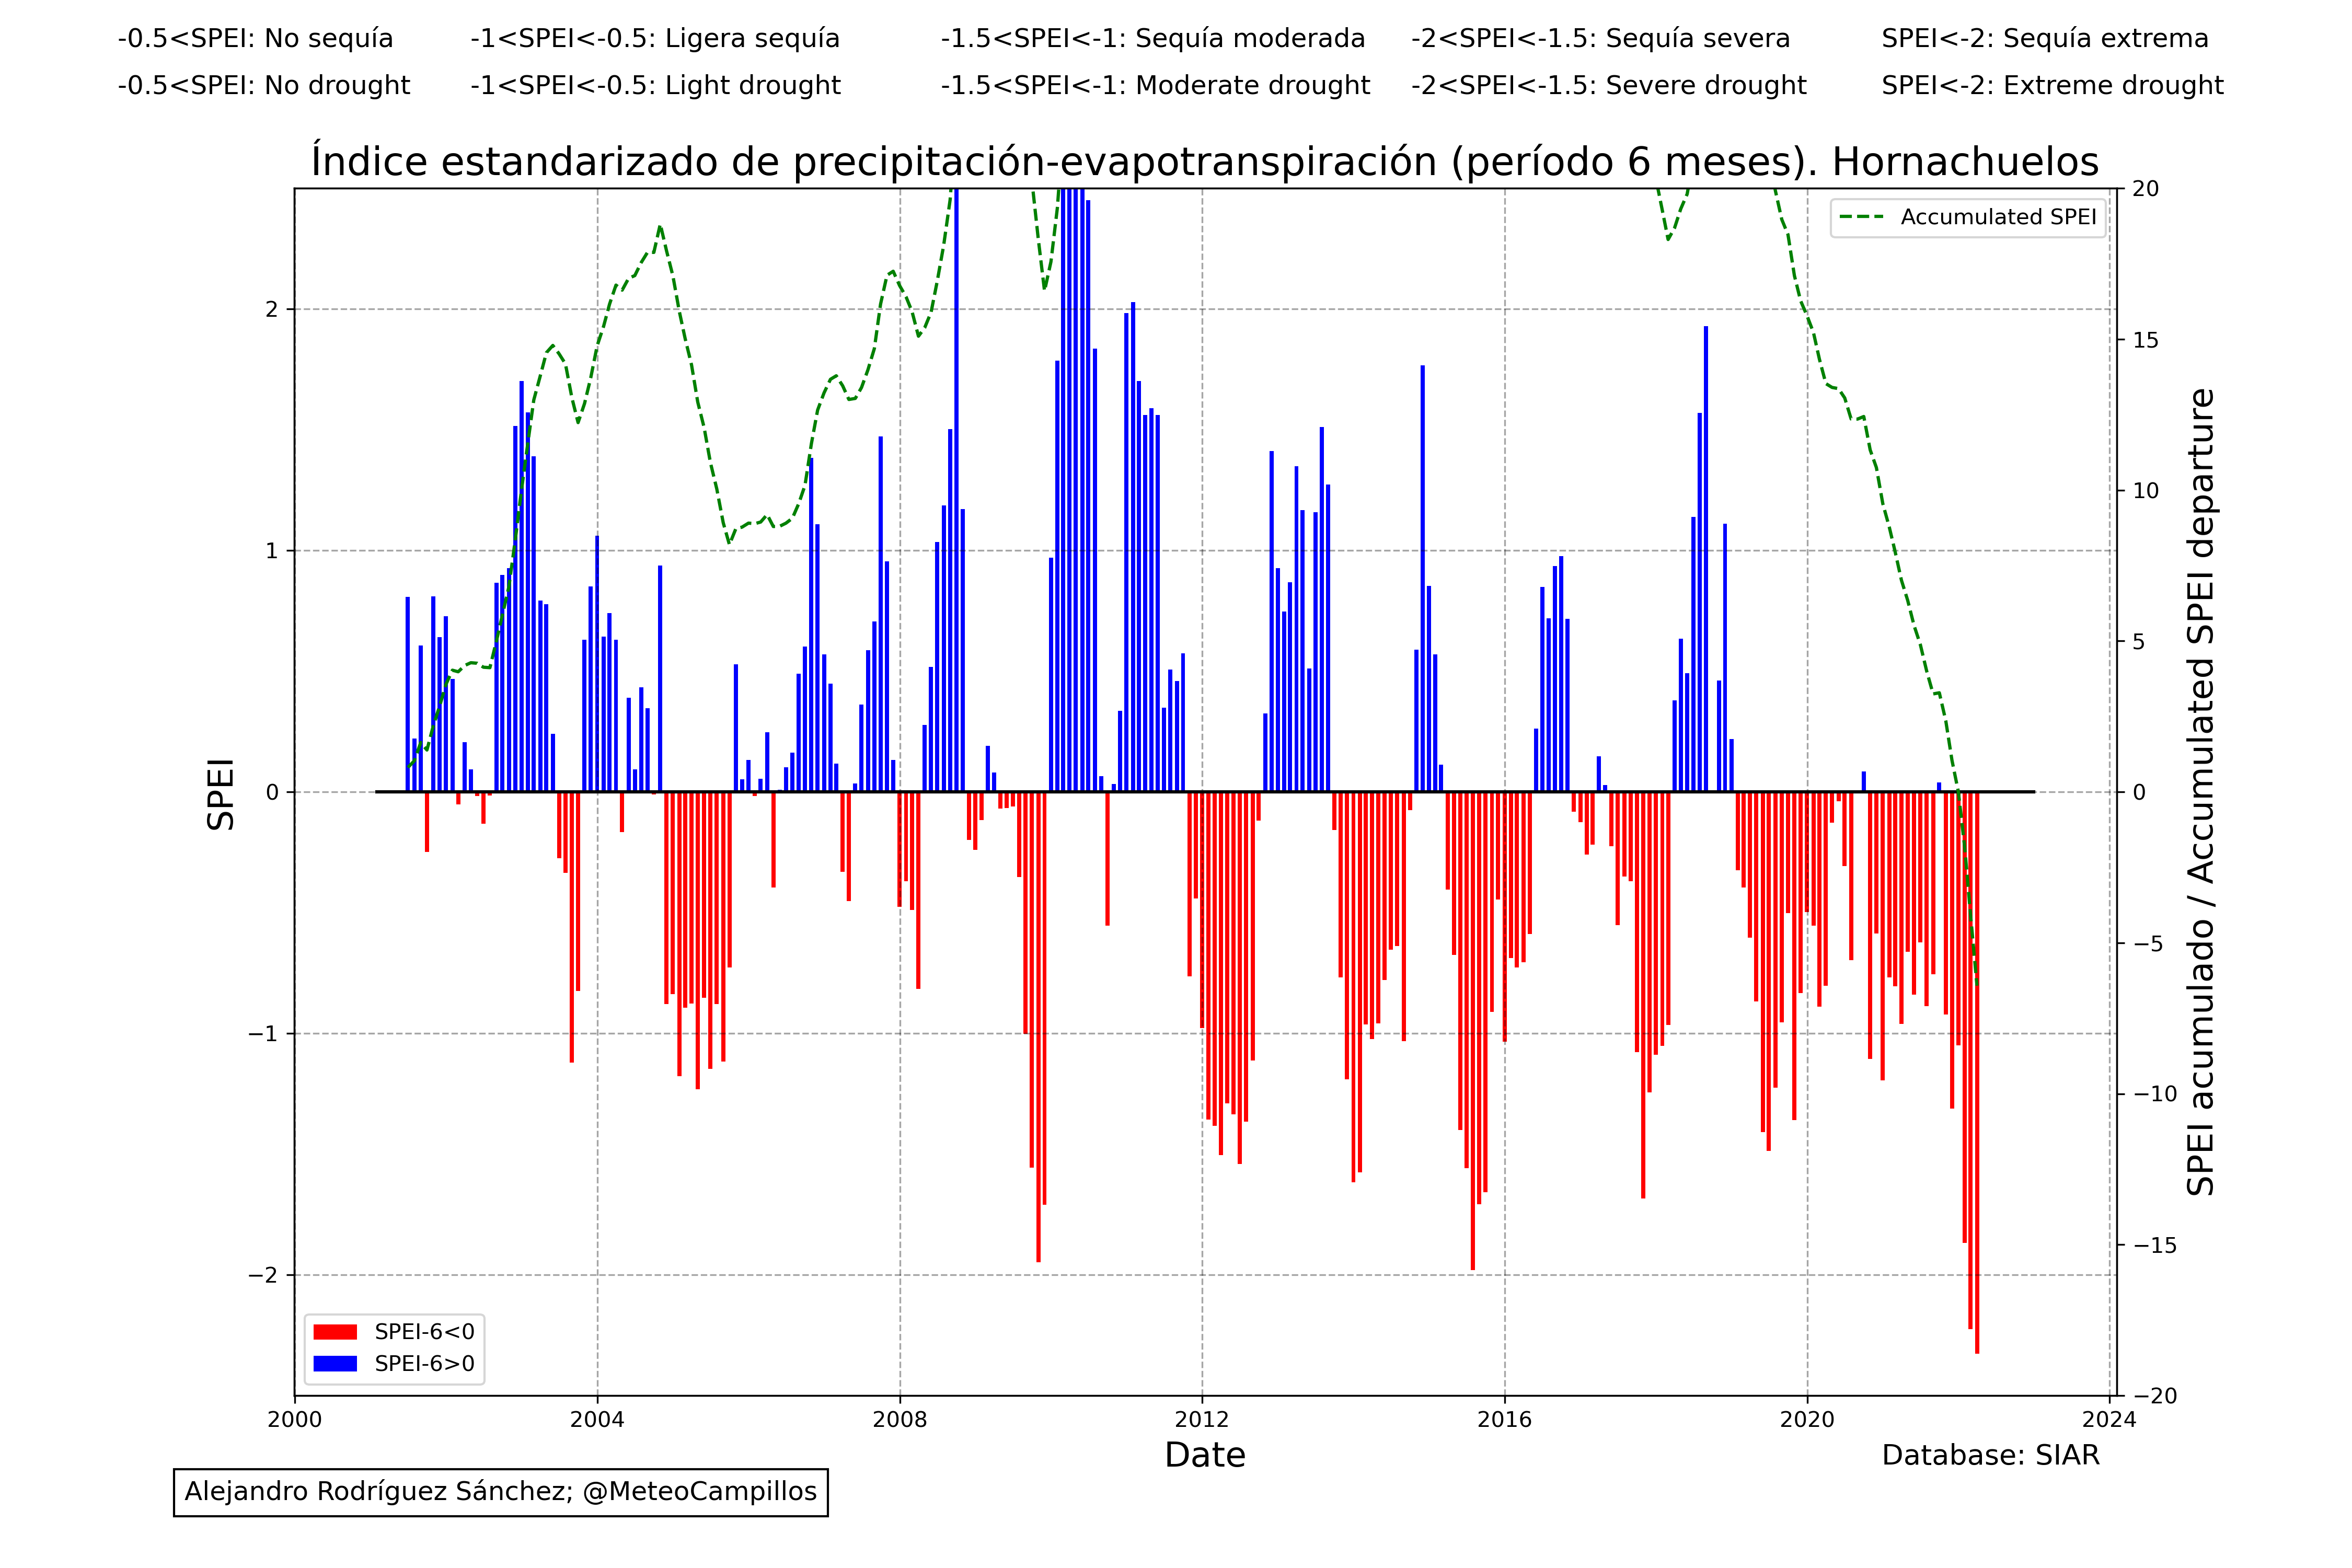 -0.5<SPEI: No sequía
-1<SPEI<-0.5: Ligera sequía
-1.5<SPEI<-1: Sequía moderada
-2<SPEI<-1.5: Sequía severa
SPEI<-2: Sequía extrema
-0.5<SPEI: No drought
-1<SPEI<-0.5: Light drought
-1.5<SPEI<-1: Moderate drought
-2<SPEI<-1.5: Severe drought
SPEI<-2: Extreme drought
Índice estandarizado de precipitación-evapotranspiración (período 6 meses). Hornachuelos
Accumulated SPEI
SPEI
2
1
0
−1
−2
20
15
10
5
0
−5
−10
−15
−20
SPEI acumulado / Accumulated SPEI departure
SPEI-6<0
SPEI-6>0
2000
2004
2008
2012
2016
2020
2024
Date
Database: SIAR
Alejandro Rodríguez Sánchez; @MeteoCampillos